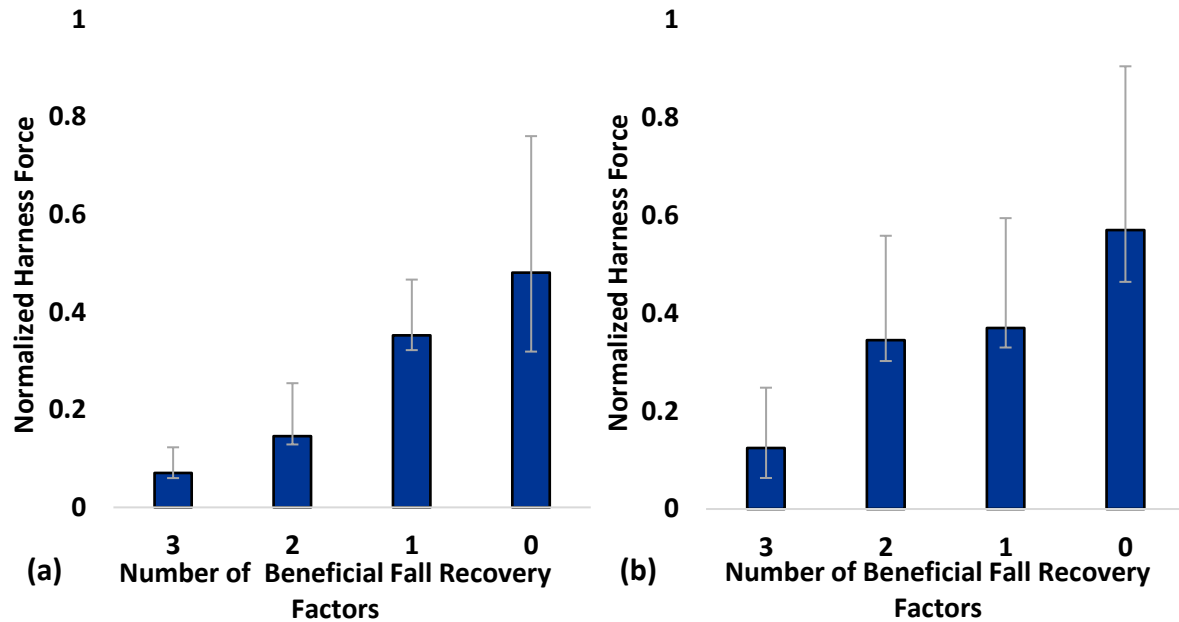 1
0.8
0.6
0.4
0.2
0
Normalized Harness Force
3 2 1 0
(a)
Number of Beneficial Fall Recovery
Factors
1
0.8
0.6
0.4
0.2
0
Normalized Harness Force
3 2 1 0
(b)
Number of Beneficial Fall Recovery
Factors